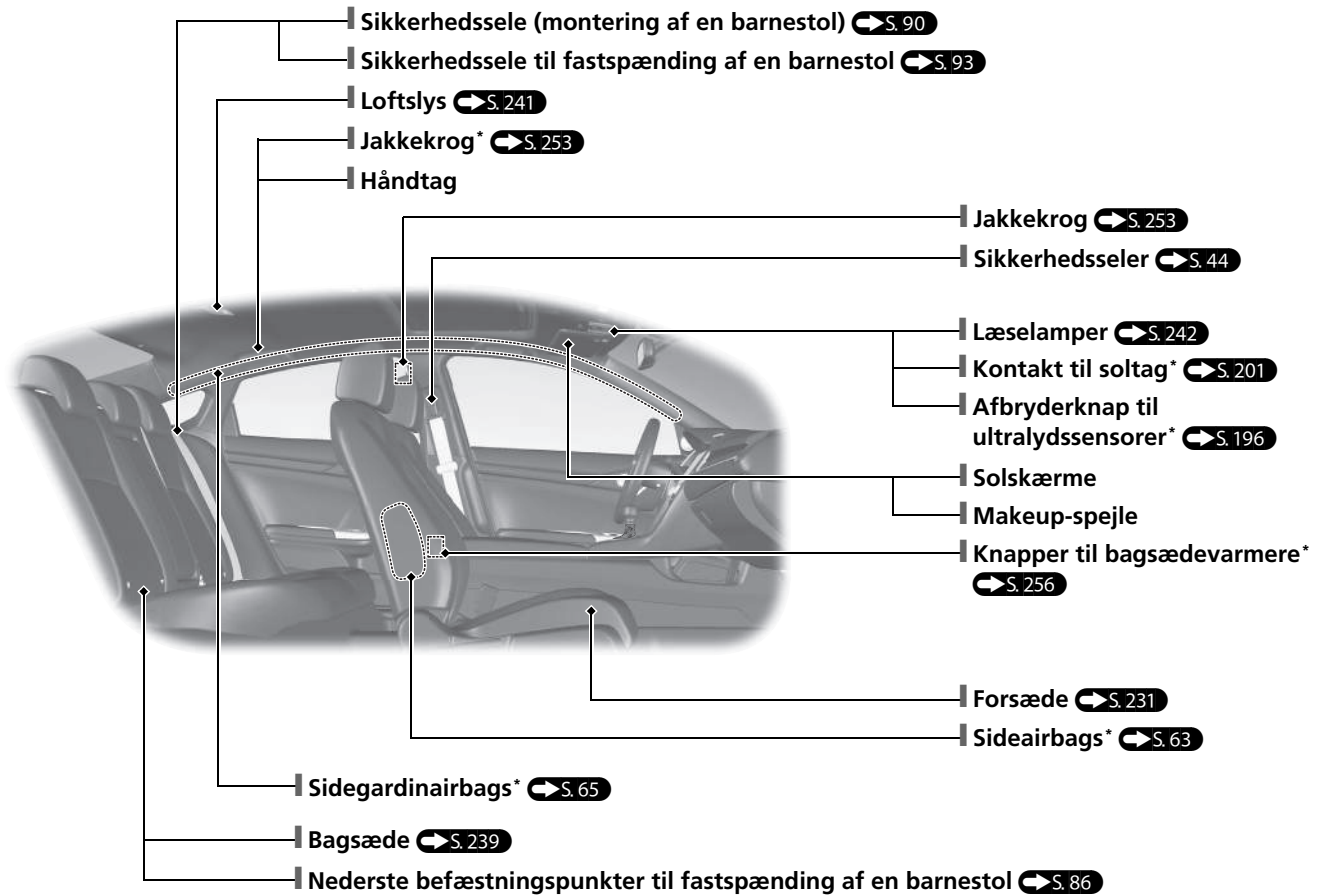 Sikkerhedssele (montering af en barnestol) S. 90
Sikkerhedssele til fastspænding af en barnestol S. 93
Loftslys S. 241
Jakkekrog* S. 253
Håndtag
Jakkekrog S. 253
Sikkerhedsseler S. 44
Læselamper S. 242
Kontakt til soltag* S. 201
Afbryderknap til
ultralydssensorer* S. 196
Solskærme
Makeup-spejle
Knapper til bagsædevarmere*
S. 256
Forsæde S. 231
Sideairbags* S. 63
Sidegardinairbags* S. 65
Bagsæde S. 239
Nederste befæstningspunkter til fastspænding af en barnestol S. 86